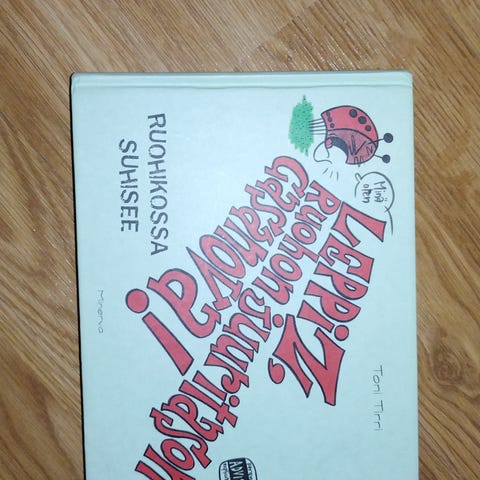 Toni Tirri
Minä
olen
LEPPIZ,
Ruohonjuuritason
Casanova!
RUOHIKOSSA
SUHISEE
Minerva